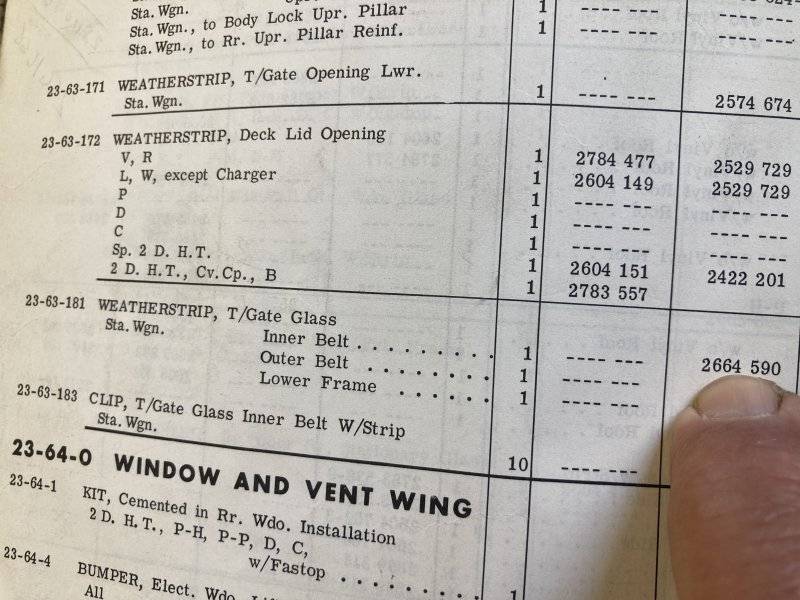 Sta. Wgn. 1 ---- ---
Sta. Wgn., to Body Lock Upr. Pillar 1 ---- ---
Sta. Wgn., to Rr. Upr. Pillar Reinf.
23-63-171 WEATHERSTRIP, T/Gate Opening Lwr.
Sta. Wgn. 1 ---- --- 2574 674
23-63-172 WEATHERSTRIP, Deck Lid Opening
V, R 1 2784 477 2529 729
L, W, except Charger 1 2604 149 2529 729
P 1 ---- --- ---- ---
D 1 ---- --- ---- ---
C 1 ---- ---
Sp. 2 D. H.T. 1 2604 151 2422 201
2 D. H.T., Cv.Cp., B 1 2783 557
23-63-181 WEATHERSTRIP, T/Gate Glass
Sta. Wgn. Inner Belt . . . . . . . . 1 ---- --- 2664 590
Outer Belt . . . . . . . 1 ---- ---
Lower Frame . . . . . . 1 ---- ---
23-63-183 CLIP, T/Gate Glass Inner Belt W/Strip
Sta. Wgn. 10 ---- ---
23-64-0 WINDOW AND VENT WING
23-64-1 KIT, Cemented in Rr. Wdo. Installation
2 D. H. T., P-H, P-P, D, C,
w/Fastop . . . . . . . . 1
23-64-4 BUMPER, Elect. Wdo.
All